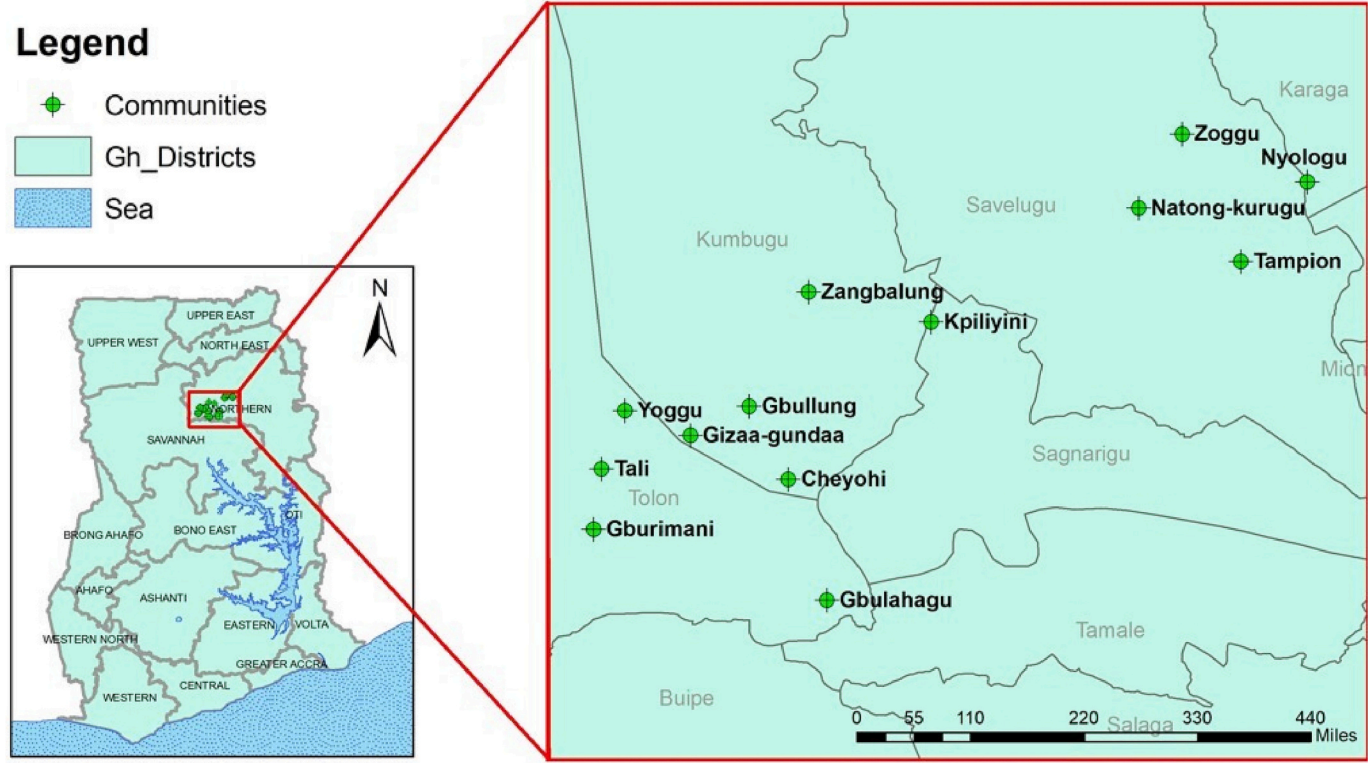 Legend
Communities
Gh_Districts
Sea
N
UPPER EAST
UPPER WEST
NORTH EAST
NORTHERN
SAVANNAH
OTI
BRONG AHAFO
BONO EAST
AHAFO
ASHANTI
EASTERN
VOLTA
WESTERN NORTH
GREATER ACCRA
CENTRAL
WESTERN
Karaga
Zoggu
Nyologu
Savelugu
Natong-kurugu
Kumbugu
Tampion
Zangbalung
Kpiliyini
Mion
Yoggu
Gbullung
Gizaa-gundaa
Sagnarigu
Tali
Cheyohi
Tolon
Gburimani
Gbulahagu
Tamale
Buipe
Salaga
0 55 110 220 330 440
Miles